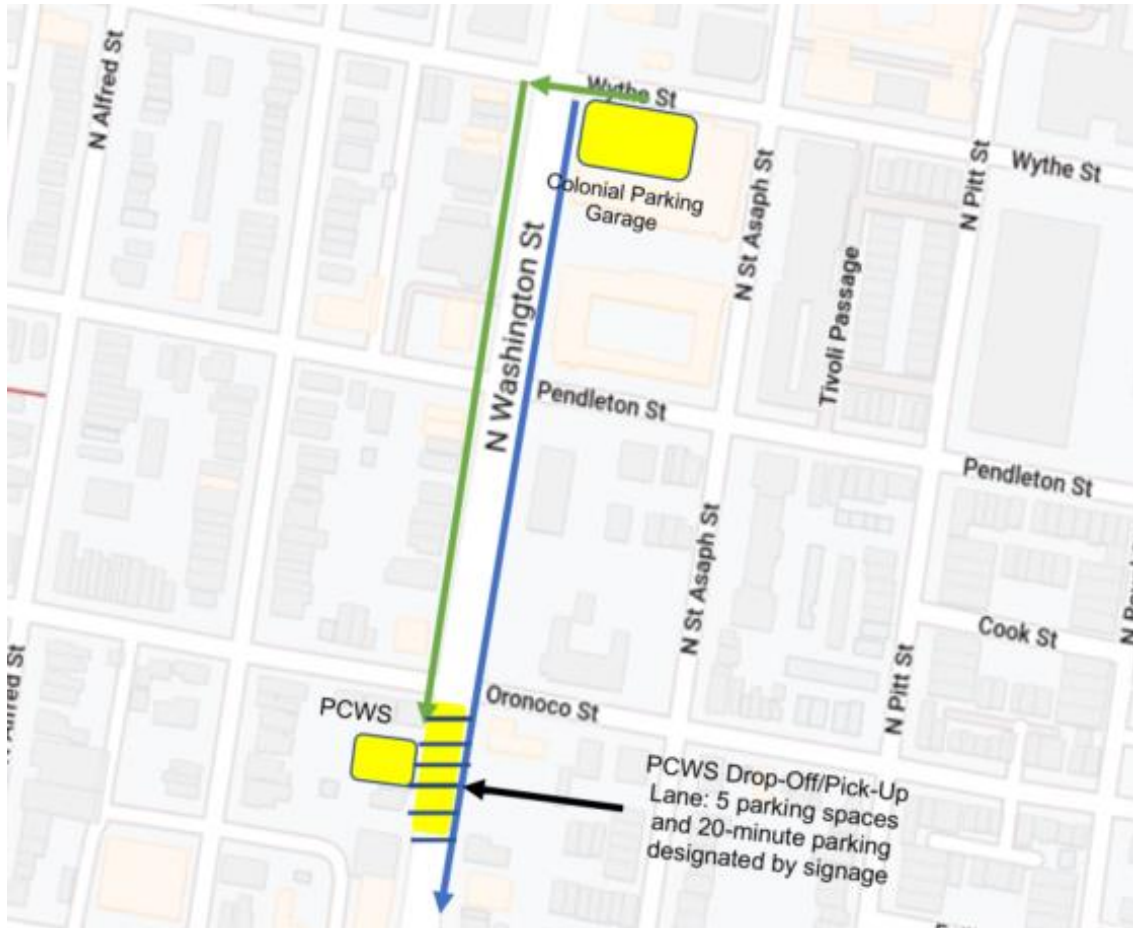 N Alfred St
Wythe St
Wythe St
N Pitt St
Colonial Parking
Garage
N St Asaph St
Tivoli Passage
N Washington St
Pendleton St
Pendleton St
N St Asaph St
Cook St
N Pitt St
Oronoco St
PCWS
PCWS Drop-Off/Pick-Up
Lane: 5 parking spaces
and 20-minute parking
designated by signage